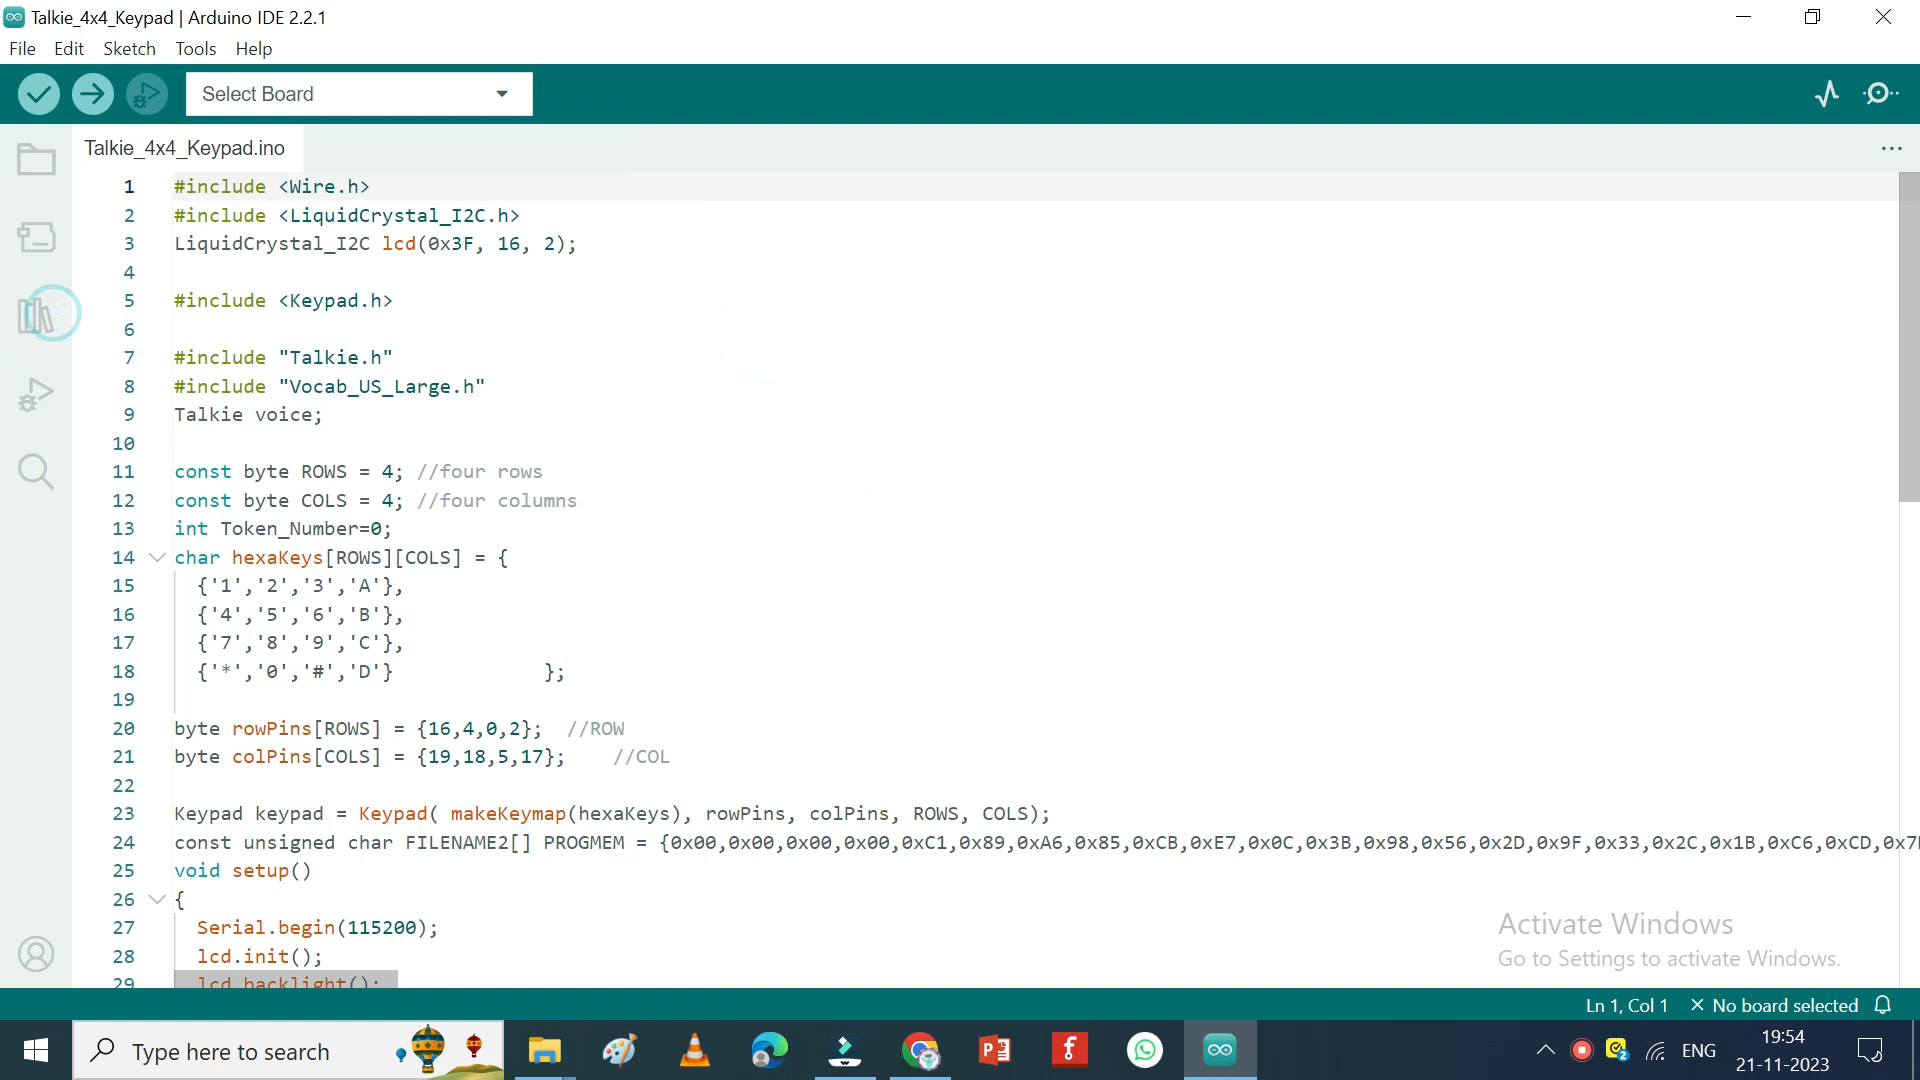 Talkie_4x4_Keypad | Arduino IDE 2.2.1
File Edit Sketch Tools Help
Select Board
Talkie_4x4_Keypad.ino
1 #include <Wire.h>
2 #include <LiquidCrystal_I2C.h>
3 LiquidCrystal_I2C lcd(0x3F, 16, 2);
4
5 #include <Keypad.h>
6
7 #include "Talkie.h"
8 #include "Vocab_US_Large.h"
9 Talkie voice;
10
11 const byte ROWS = 4; //four rows
12 const byte COLS = 4; //four columns
13 int Token_Number=0;
14 char hexaKeys[ROWS][COLS] = {
15 {'1','2','3','A'},
16 {'4','5','6','B'},
17 {'7','8','9','C'},
18 {'*','0','#','D'} };
19
20 byte rowPins[ROWS] = {16,4,0,2}; //ROW
21 byte colPins[COLS] = {19,18,5,17}; //COL
22
23 Keypad keypad = Keypad( makeKeymap(hexaKeys), rowPins, colPins, ROWS, COLS);
24 const unsigned char FILENAME2[] PROGMEM = {0x00,0x00,0x00,0x00,0xC1,0x89,0xA6,0x85,0xCB,0xE7,0x0C,0x3B,0x98,0x56,0x2D,0x9F,0x33,0x2C,0x1B,0xC6,0xCD,
25 void setup()
26 {
27 Serial.begin(115200);
28 lcd.init();
29 lcd.backlight();
Activate Windows
Go to Settings to activate Windows.
Ln 1, Col 1 No board selected
Type here to search
ENG
19:54
21-11-2023